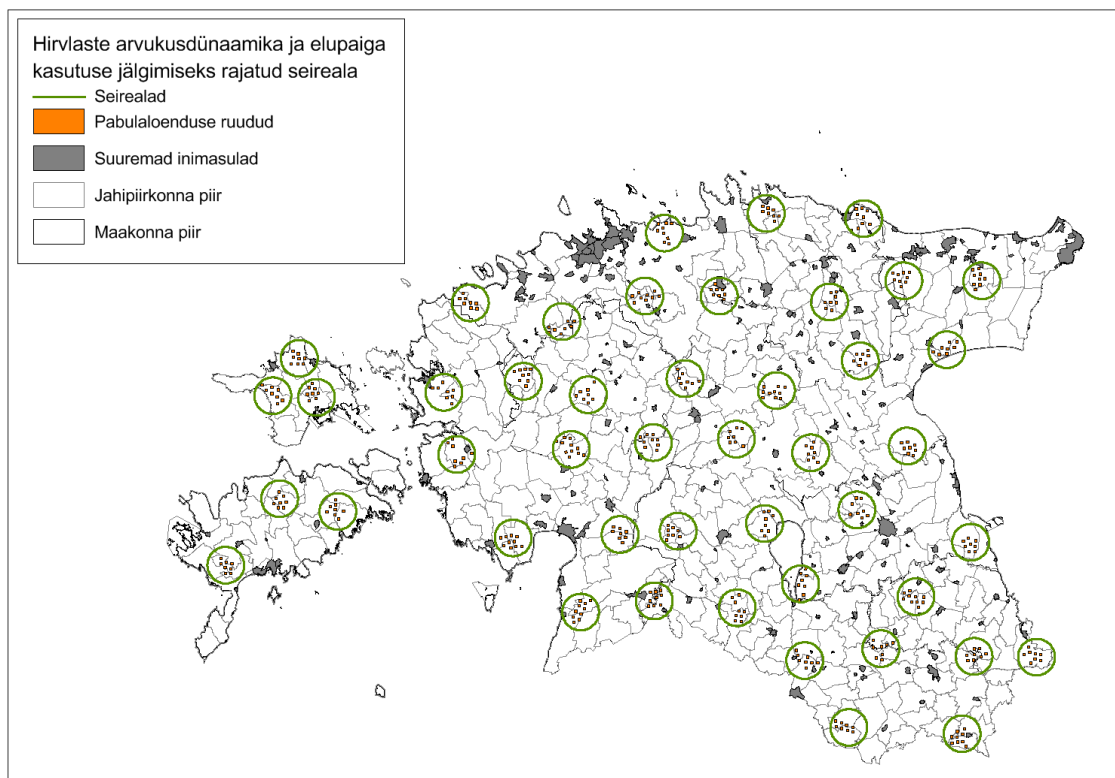 Hirvlaste arvukusdünaamika ja elupaiga
kasutuse jälgimiseks rajatud seireala
Seirealad
Pabulaloenduse ruudud
Suuremad inimasulad
Jahipiirkonna piir
Maakonna piir